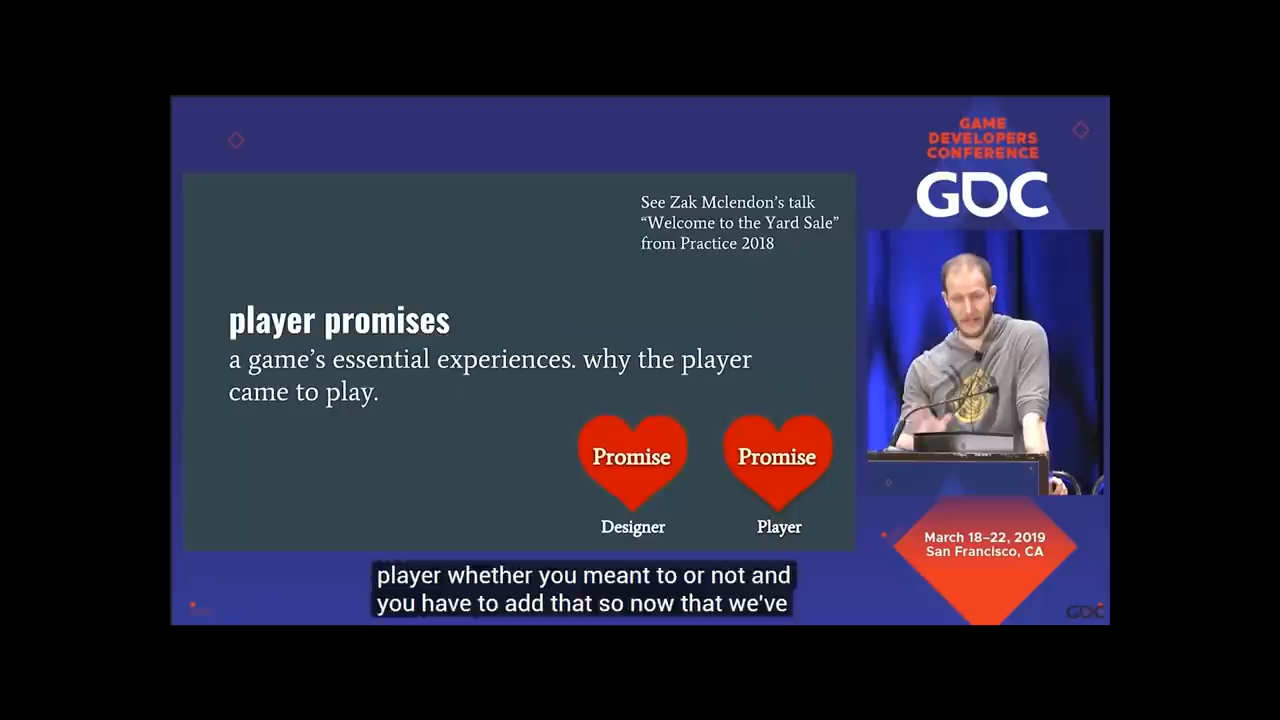 GAME
DEVELOPERS
CONFERENCE
GDC
See Zak Mclendon's talk
“Welcome to the Yard Sale”
from Practice 2018
player promises
a game's essential experiences. why the player
came to play.
Promise
Promise
Designer
Player
March 18–22, 2019
San Francisco, CA
player whether you meant to or not and
you have to add that so now that we've
GDC